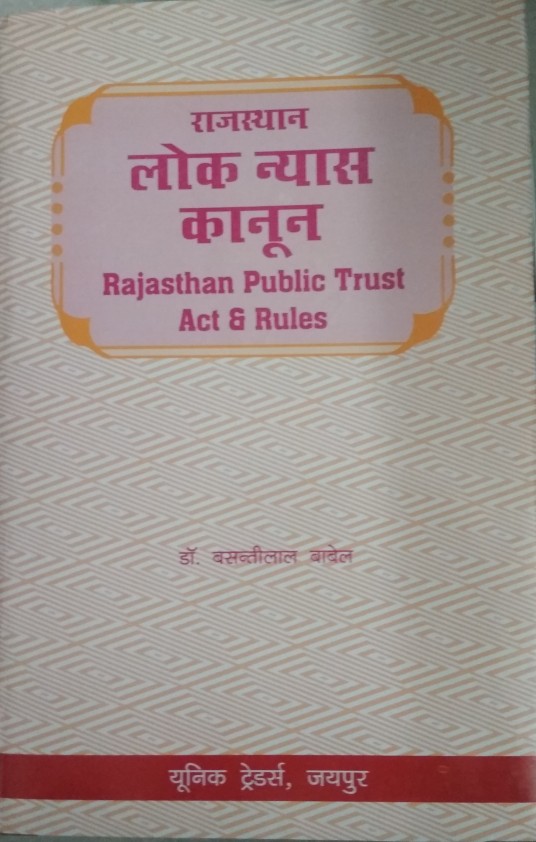 राजस्थान
लोक न्यास
कानून
Rajasthan Public Trust
Act & Rules
डॉ. बसन्तीलाल बाबेल
यूनिक ट्रेडर्स, जयपुर